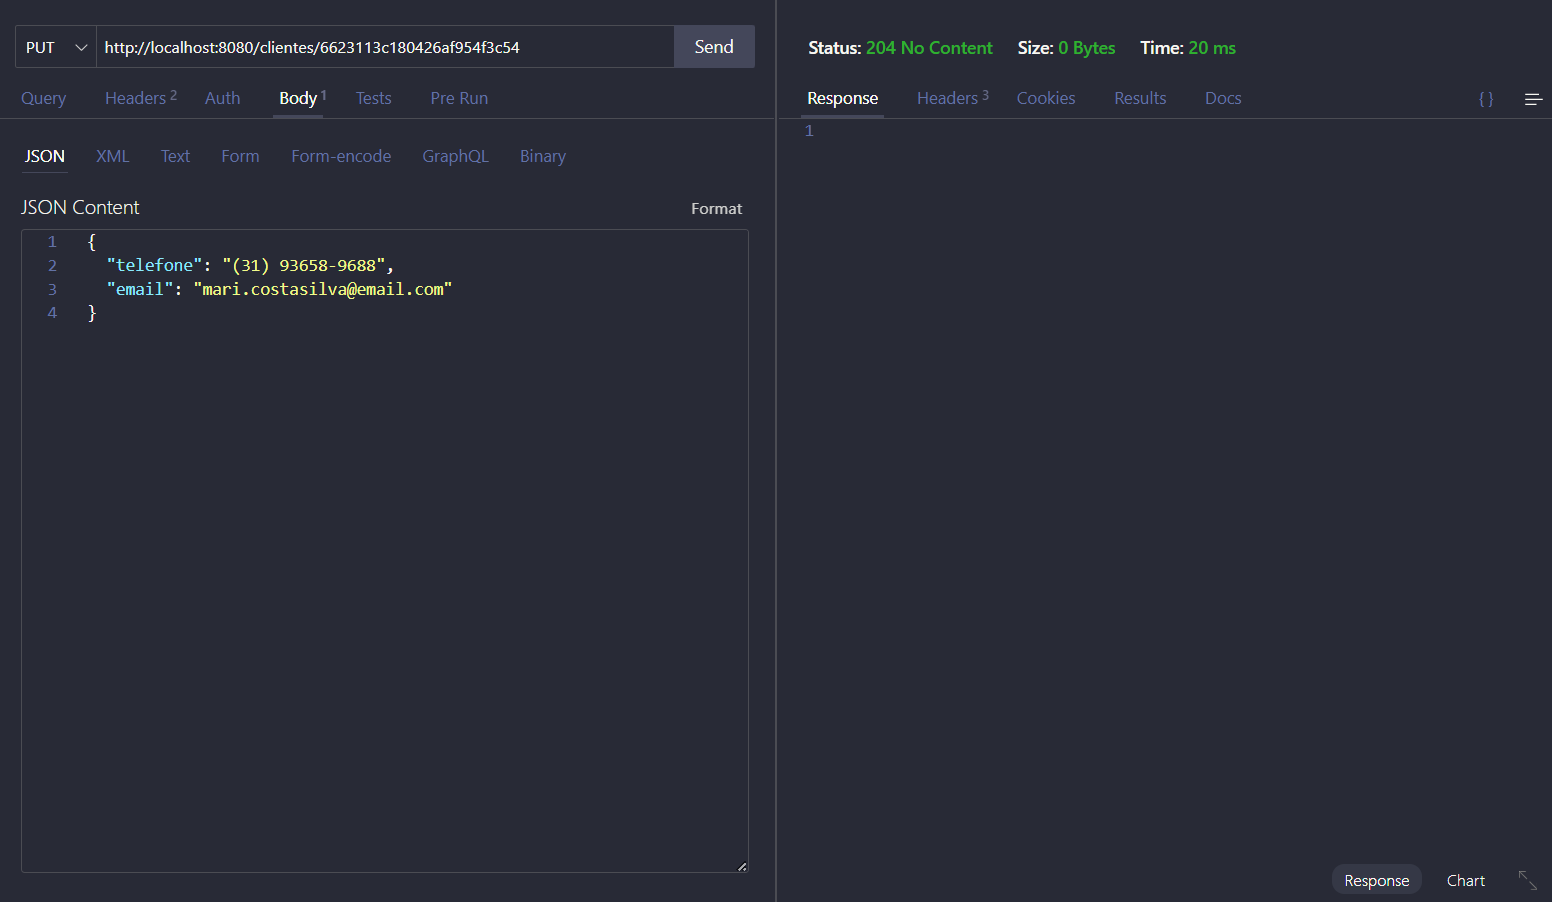 PUT http://localhost:8080/clientes/6623113c180426af954f3c54 Send
Query Headers 2 Auth Body 1 Tests Pre Run
JSON XML Text Form Form-encode GraphQL Binary
JSON Content Format
1 {
2 "telefone": "(31) 93658-9688",
3 "email": "mari.costasilva@email.com"
4 }
Status: 204 No Content Size: 0 Bytes Time: 20 ms
Response Headers 3 Cookies Results Docs { }
1
Response Chart